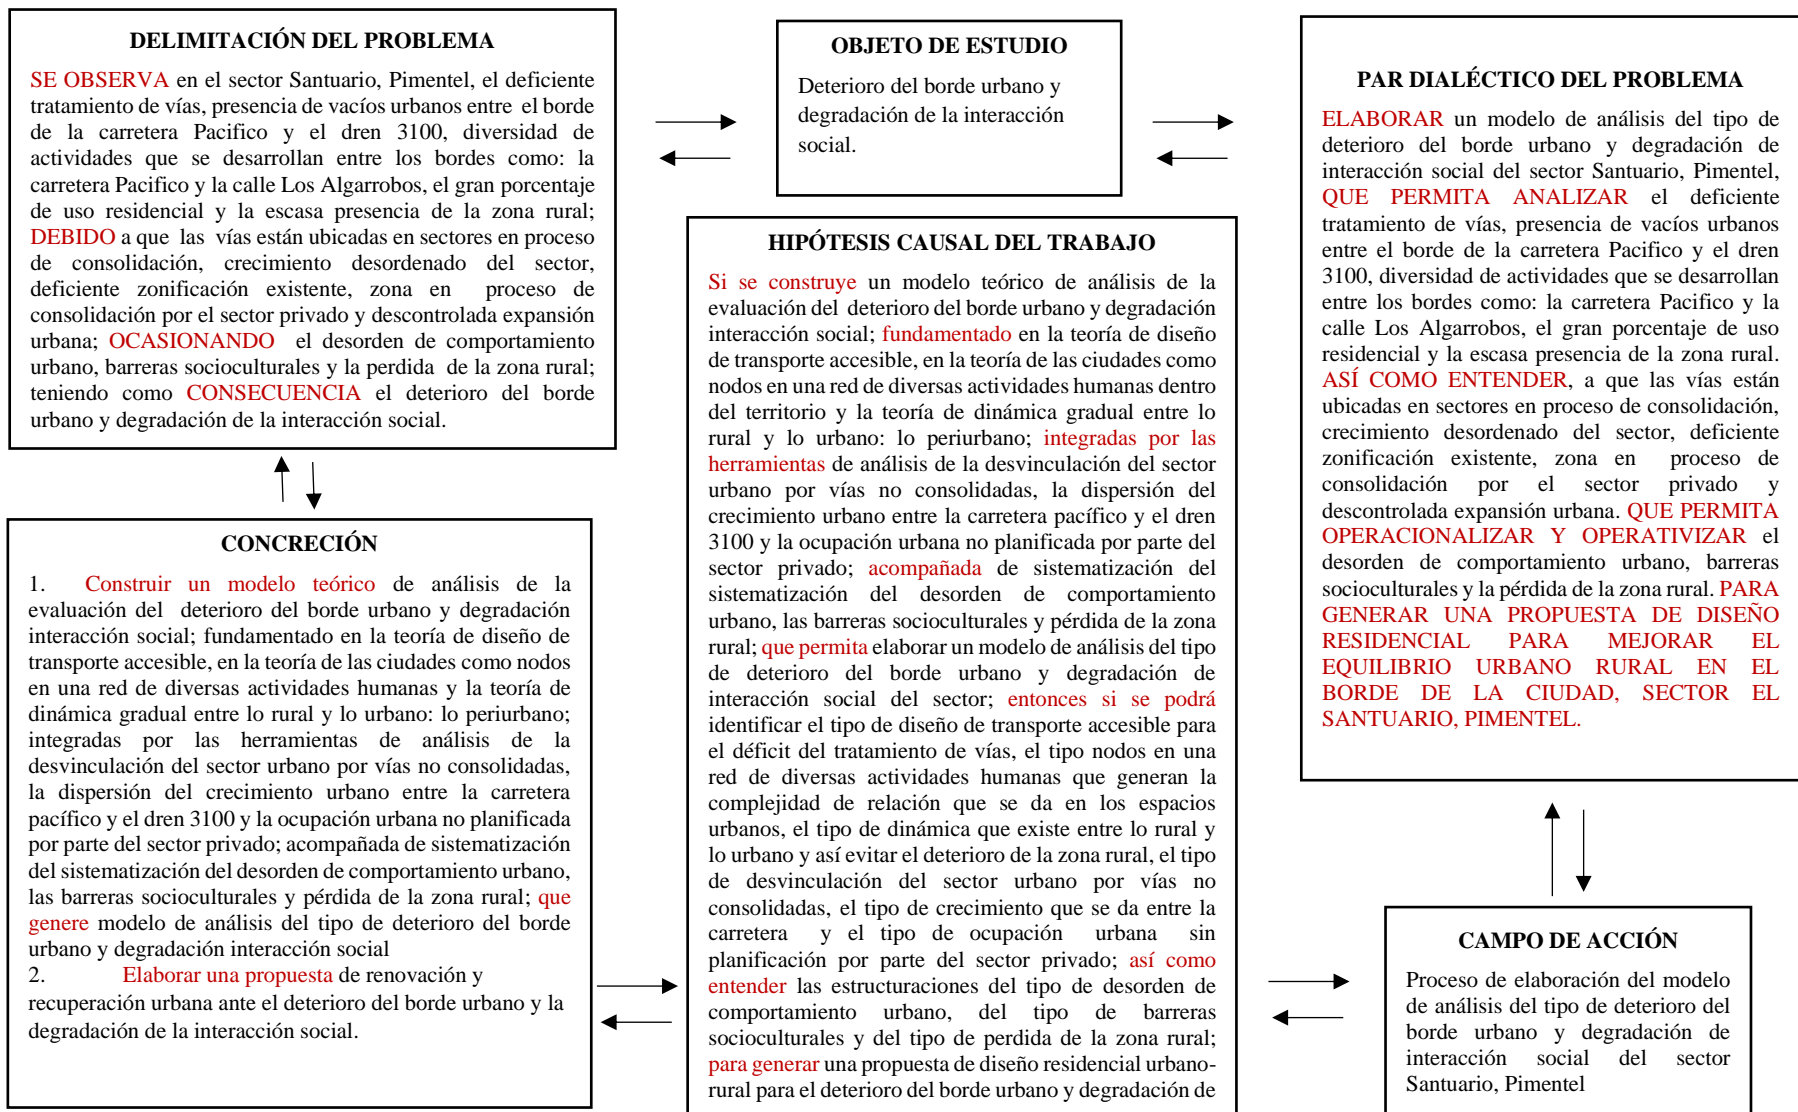 DELIMITACIÓN DEL PROBLEMA
SE OBSERVA en el sector Santuario, Pimentel, el deficiente
tratamiento de vías, presencia de vacíos urbanos entre el borde
de la carretera Pacifico y el dren 3100, diversidad de
actividades que se desarrollan entre los bordes como: la
carretera Pacifico y la calle Los Algarrobos, el gran porcentaje
de uso residencial y la escasa presencia de la zona rural;
DEBIDO a que las vías están ubicadas en sectores en proceso
de consolidación, crecimiento desordenado del sector,
deficiente zonificación existente, zona en proceso de
consolidación por el sector privado y descontrolada expansión
urbana; OCASIONANDO el desorden de comportamiento
urbano, barreras socioculturales y la perdida de la zona rural;
teniendo como CONSECUENCIA el deterioro del borde
urbano y degradación de la interacción social.
OBJETO DE ESTUDIO
Deterioro del borde urbano y
degradación de la interacción
social.
PAR DIALÉCTICO DEL PROBLEMA
ELABORAR un modelo de análisis del tipo de
deterioro del borde urbano y degradación de
interacción social del sector Santuario, Pimentel,
QUE PERMITA ANALIZAR el deficiente
tratamiento de vías, presencia de vacíos urbanos
entre el borde de la carretera Pacifico y el dren
3100, diversidad de actividades que se desarrollan
entre los bordes como: la carretera Pacifico y la
calle Los Algarrobos, el gran porcentaje de uso
residencial y la escasa presencia de la zona rural.
ASÍ COMO ENTENDER, a que las vías están
ubicadas en sectores en proceso de consolidación,
crecimiento desordenado del sector, deficiente
zonificación existente, zona en proceso de
consolidación por el sector privado y
descontrolada expansión urbana. QUE PERMITA
OPERACIONALIZAR Y OPERATIVIZAR el
desorden de comportamiento urbano, barreras
socioculturales y la pérdida de la zona rural. PARA
GENERAR UNA PROPUESTA DE DISEÑO
RESIDENCIAL PARA MEJORAR EL
EQUILIBRIO URBANO RURAL EN EL
BORDE DE LA CIUDAD, SECTOR EL
SANTUARIO, PIMENTEL.
HIPÓTESIS CAUSAL DEL TRABAJO
Si se construye un modelo teórico de análisis de la
evaluación del deterioro del borde urbano y degradación
interacción social; fundamentado en la teoría de diseño
de transporte accesible, en la teoría de las ciudades como
nodos en una red de diversas actividades humanas dentro
del territorio y la teoría de dinámica gradual entre lo
rural y lo urbano: lo periurbano; integradas por las
herramientas de análisis de la desvinculación del sector
urbano por vías no consolidadas, la dispersión del
crecimiento urbano entre la carretera pacífico y el dren
3100 y la ocupación urbana no planificada por parte del
sector privado; acompañada de sistematización del
sistematización del desorden de comportamiento
urbano, las barreras socioculturales y pérdida de la zona
rural; que permita elaborar un modelo de análisis del tipo
de deterioro del borde urbano y degradación de
interacción social del sector; entonces si se podrá
identificar el tipo de diseño de transporte accesible para
el déficit del tratamiento de vías, el tipo nodos en una
red de diversas actividades humanas que generan la
complejidad de relación que se da en los espacios
urbanos, el tipo de dinámica que existe entre lo rural y
lo urbano y así evitar el deterioro de la zona rural, el tipo
de desvinculación del sector urbano por vías no
consolidadas, el tipo de crecimiento que se da entre la
carretera y el tipo de ocupación urbana sin
planificación por parte del sector privado; así como
entender las estructuraciones del tipo de desorden de
comportamiento urbano, del tipo de barreras
socioculturales y del tipo de perdida de la zona rural;
para generar una propuesta de diseño residencial urbano-
rural para el deterioro del borde urbano y degradación de
CONCRECIÓN
1. Construir un modelo teórico de análisis de la
evaluación del deterioro del borde urbano y degradación
interacción social; fundamentado en la teoría de diseño de
transporte accesible, en la teoría de las ciudades como nodos
en una red de diversas actividades humanas y la teoría de
dinámica gradual entre lo rural y lo urbano: lo periurbano;
integradas por las herramientas de análisis de la
desvinculación del sector urbano por vías no consolidadas,
la dispersión del crecimiento urbano entre la carretera
pacífico y el dren 3100 y la ocupación urbana no planificada
por parte del sector privado; acompañada de sistematización
del sistematización del desorden de comportamiento urbano,
las barreras socioculturales y pérdida de la zona rural; que
genere modelo de análisis del tipo de deterioro del borde
urbano y degradación interacción social
2. Elaborar una propuesta de renovación y
recuperación urbana ante el deterioro del borde urbano y la
degradación de la interacción social.
CAMPO DE ACCIÓN
Proceso de elaboración del modelo
de análisis del tipo de deterioro del
borde urbano y degradación de
interacción social del sector
Santuario, Pimentel